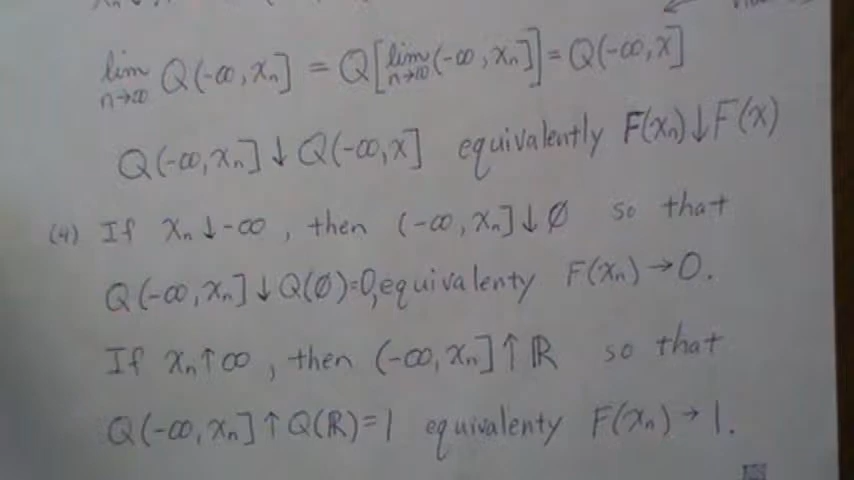 lim n→∞ Q(-∞, xₙ] = Q[lim n→∞ (-∞, xₙ]] = Q(-∞, x]
Q(-∞, xₙ] ↓ Q(-∞, x] equivalently F(xₙ) ↓ F(x)
(4) If xₙ ↓ -∞, then (-∞, xₙ] ↓ ∅ so that
Q(-∞, xₙ] ↓ Q(∅)=0, equivalenty F(xₙ) → 0.
If xₙ ↑ ∞, then (-∞, xₙ] ↑ ℝ so that
Q(-∞, xₙ] ↑ Q(ℝ)=1 equivalenty F(xₙ) → 1.